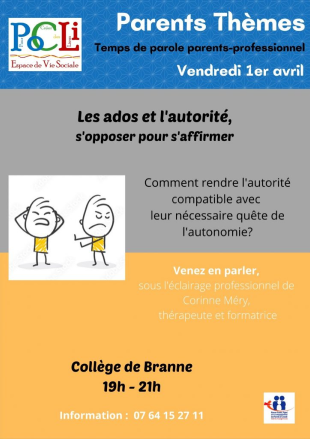 Parents Thèmes
PoCLi
Espace de Vie Sociale
Temps de parole parents-professionnel
Vendredi 1er avril
Les ados et l'autorité,
s'opposer pour s'affirmer
Comment rendre l'autorité
compatible avec
leur nécessaire quête de
l'autonomie?
Venez en parler,
sous l'éclairage professionnel de
Corinne Méry,
thérapeute et formatrice
Collège de Branne
19h - 21h
Information : 07 64 15 27 11